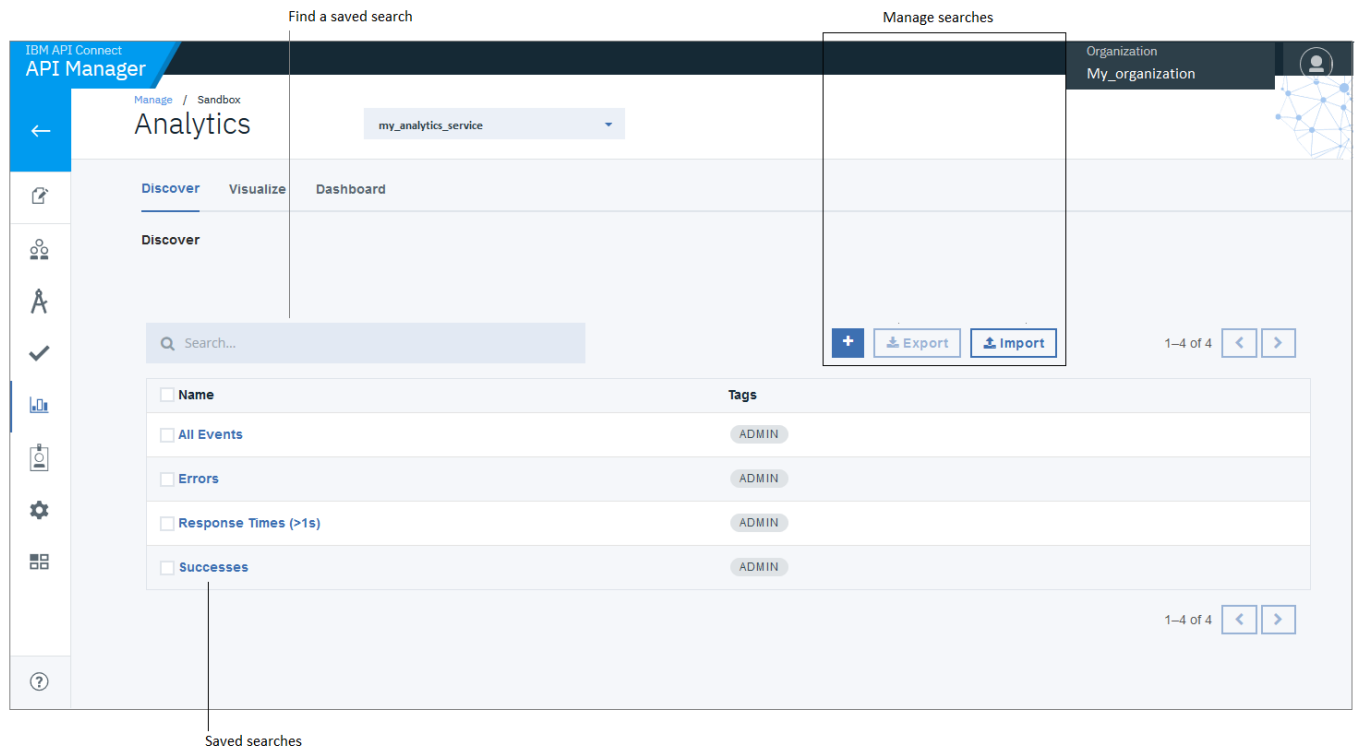 Find a saved search
Manage searches
IBM API Connect
API Manager
Organization
My_organization
Manage / Sandbox
Analytics
my_analytics_service
Discover Visualize Dashboard
Discover
Search...
+ Export Import
1–4 of 4 < >
Name Tags
All Events ADMIN
Errors ADMIN
Response Times (>1s) ADMIN
Successes ADMIN
1–4 of 4 < >
?
Saved searches